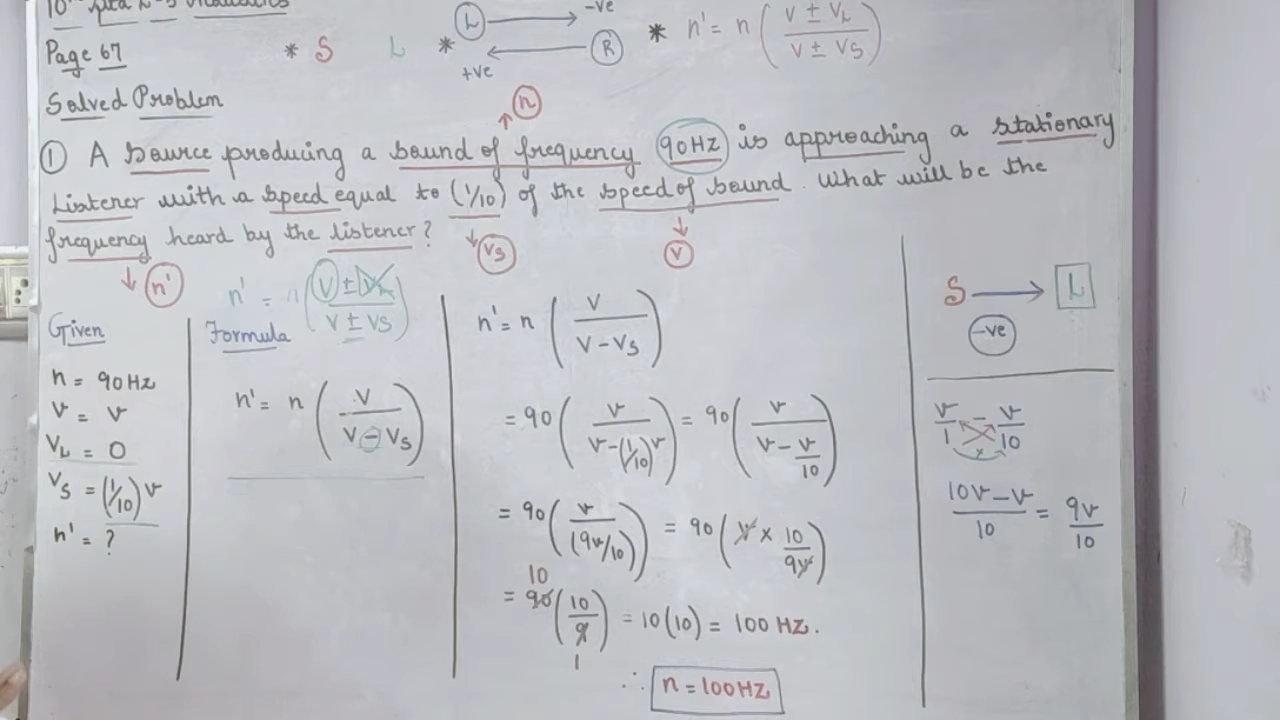 10th
Page 67
* S L * L -ve R +ve * n' = n ( V ± VL / V ± VS )
Solved Problem
n
① A source producing a sound of frequency 90HZ is approaching a stationary
Listener with a speed equal to (1/10) of the speed of sound. What will be the
frequency heard by the listener?
n' Vs V
n' = n ( V ± VL / V ± VS )
Given
n = 90HZ
v = v
VL = 0
Vs = (1/10) v
n' = ?
Formula
n' = n ( V / V - Vs )
n' = n ( V / V - Vs )
= 90 ( v / v-(1/10)v ) = 90 ( v / v - v/10 )
= 90 ( v / (9v/10) ) = 90 ( v × 10/9v )
10
= 90 ( 10/9 ) = 10(10) = 100 HZ.
1
∴ n = 100HZ
S → L
-ve
v/1 - v/10
×
10v-v/10 = 9v/10